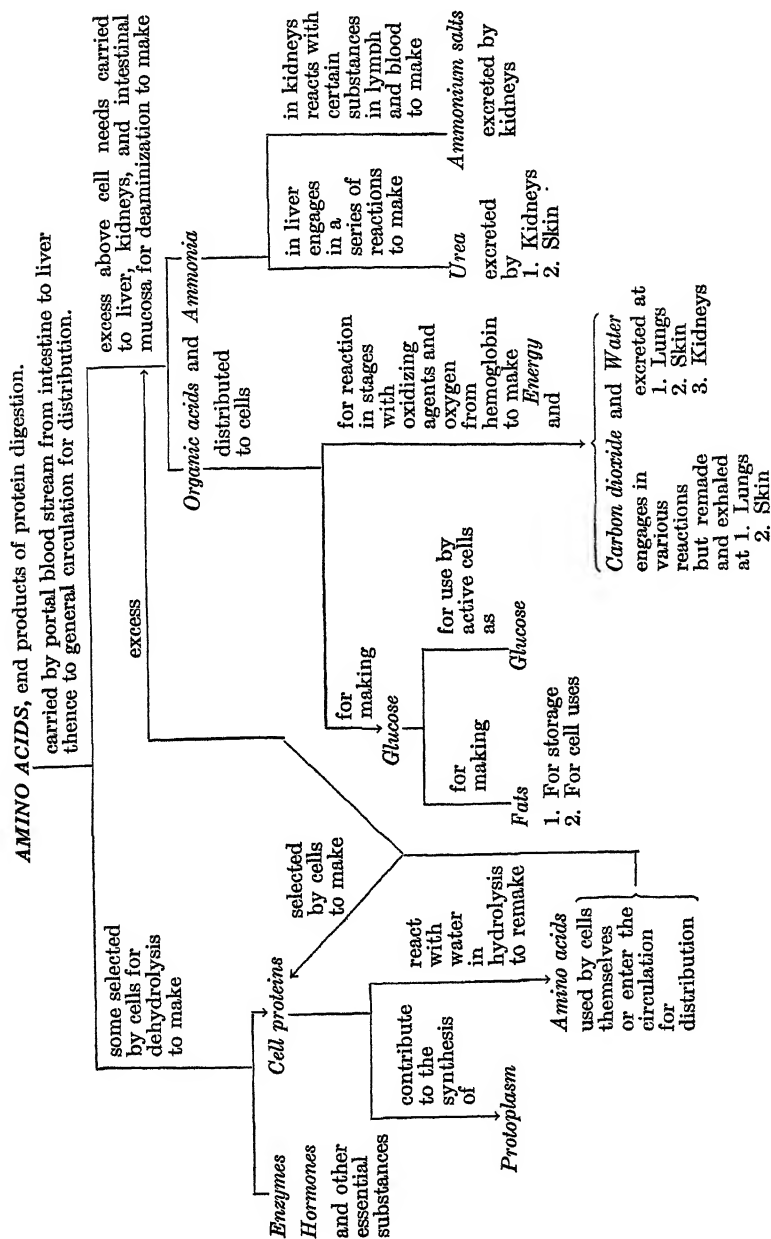 AMINO ACIDS, end products of protein digestion.
carried by portal blood stream from intestine to liver
thence to general circulation for distribution.
some selected
by cells for
dehydrolysis
to make
excess above cell needs carried
to liver, kidneys, and intestinal
mucosa for deaminization to make
excess
Enzymes
Hormones
and other
essential
substances
Cell proteins
selected
by cells
to make
contribute
to the
synthesis
of
Protoplasm
react
with
water
in
hydrolysis
to remake
Amino acids
used by cells
themselves
or enter the
circulation
for
distribution
Organic acids and Ammonia
distributed
to cells
for
making
Glucose
for
making
Fats
1. For storage
2. For cell uses
for use by
active cells
as
Glucose
for reaction
in stages
with
oxidizing
agents and
oxygen
from
hemoglobin
to make
Energy
and
Carbon dioxide and Water
engages in
various
reactions
but remade
and exhaled
at 1. Lungs
2. Skin
excreted at
1. Lungs
2. Skin
3. Kidneys
in liver
engages
in a
series of
reactions
to make
Urea
excreted
by
1. Kidneys
2. Skin
in kidneys
reacts with
certain
substances
in lymph
and blood
to make
Ammonium salts
excreted by
kidneys